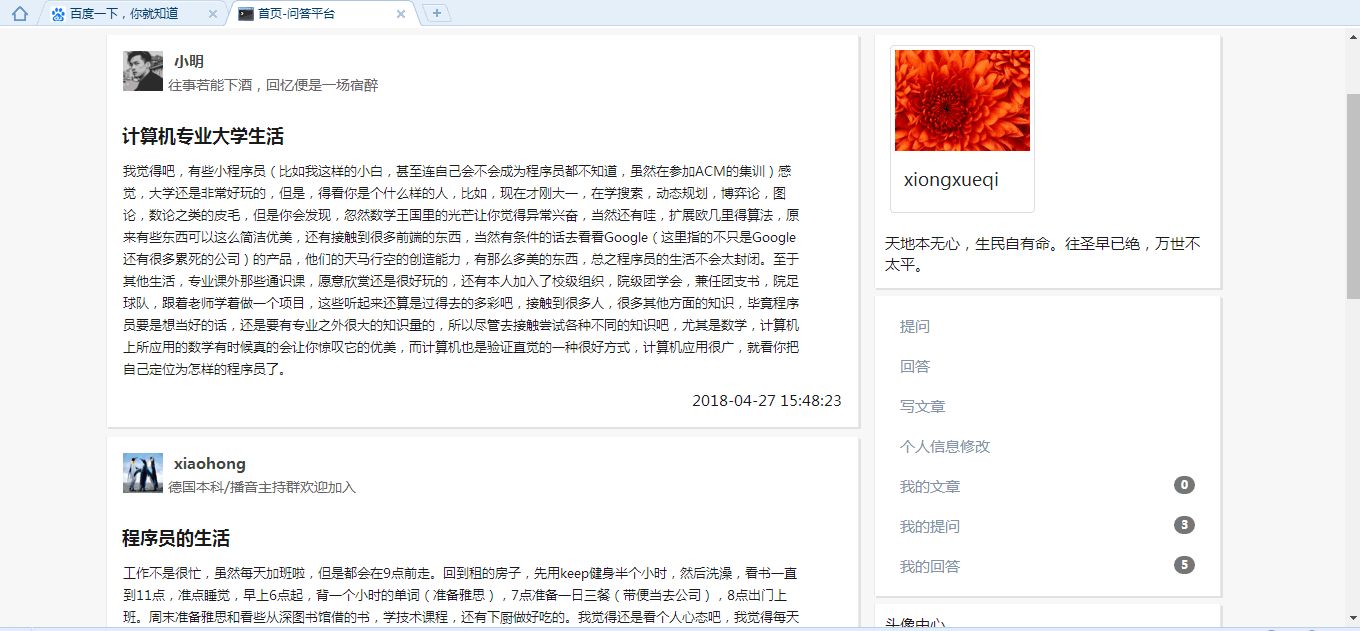 百度一下，你就知道
首页-问答平台
小明
往事若能下酒，回忆便是一场宿醉
计算机专业大学生活
我觉得吧，有些小程序员（比如我这样的小白，甚至连自己会不会成为程序员都不知道，虽然在参加ACM的集训）感
觉，大学还是非常好玩的，但是，得看你是个什么样的人，比如，现在才刚大一，在学搜索，动态规划，博弈论，图
论，数论之类的皮毛，但是你会发现，忽然数学王国里的光芒让你觉得异常兴奋，当然还有哇，扩展欧几里得算法，原
来有些东西可以这么简洁优美，还有接触到很多前端的东西，当然有条件的话去看看Google（这里指的不只是Google
还有很多累死的公司）的产品，他们的天马行空的创造能力，有那么多美的东西，总之程序员的生活不会太封闭。至于
其他生活，专业课外那些通识课，愿意欣赏还是很好玩的，还有本人加入了校级组织，院级团学会，兼任团支书，院足
球队，跟着老师学着做一个项目，这些听起来还算是过得去的多彩吧，接触到很多人，很多其他方面的知识，毕竟程序
员要是想当好的话，还是要有专业之外很大的知识量的，所以尽管去接触尝试各种不同的知识吧，尤其是数学，计算机
上所应用的数学有时候真的会让你惊叹它的优美，而计算机也是验证直觉的一种很好方式，计算机应用很广，就看你把
自己定位为怎样的程序员了。
2018-04-27 15:48:23
xiaohong
德国本科/播音主持群欢迎加入
程序员的生活
工作不是很忙，虽然每天加班啦，但是都会在9点前走。回到租的房子，先用keep健身半个小时，然后洗澡，看书一直
到11点，准点睡觉，早上6点起，背一个小时的单词（准备雅思），7点准备一日三餐（带便当去公司），8点出门上
班。周末准备雅思和看些从深图书馆借的书，学技术课程，还有下厨做好吃的。我觉得还是看个人心态吧，我觉得每天
xiongxueqi
天地本无心，生民自有命。往圣早已绝，万世不
太平。
提问
回答
写文章
个人信息修改
我的文章 0
我的提问 3
我的回答 5
头像中心